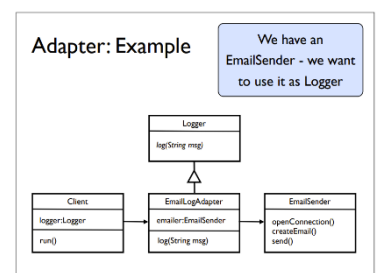 Adapter: Example
We have an
EmailSender - we want
to use it as Logger
Logger
log(String msg)
Client
logger:Logger
run()
EmailLogAdapter
emailer:EmailSender
log(String msg)
EmailSender
openConnection()
createEmail()
send()